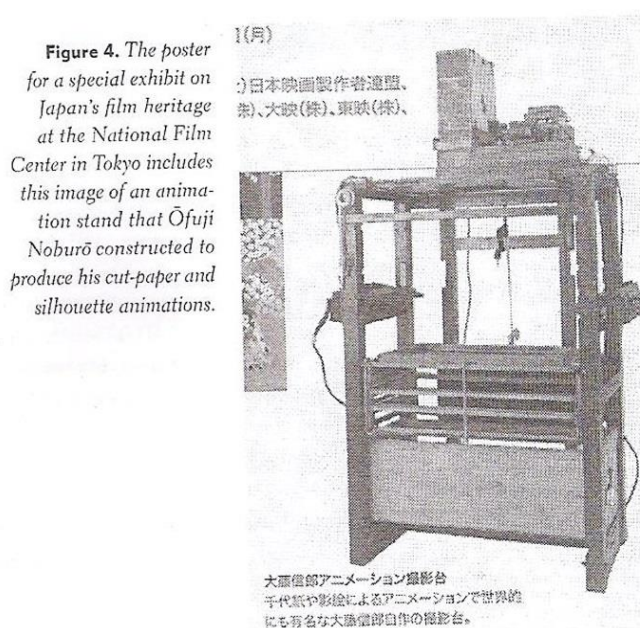 Figure 4. The poster
for a special exhibit on
Japan's film heritage
at the National Film
Center in Tokyo includes
this image of an anima-
tion stand that Ōfuji
Noburō constructed to
produce his cut-paper and
silhouette animations.
(月)
)日本映画製作者連盟、
株)、大映(株)、東映(株)、
大藤信郎アニメーション撮影台
千代紙や影絵によるアニメーションで世界的
にも有名な大藤信郎自作の撮影台。